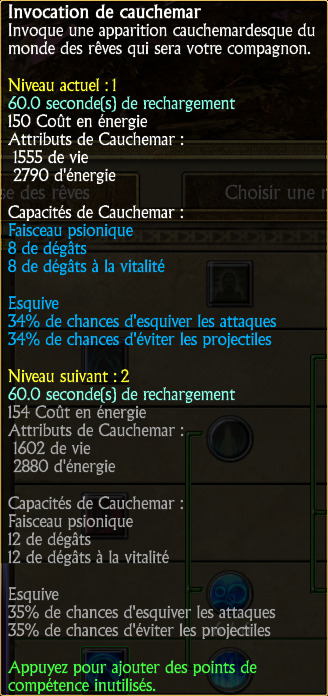 Invocation de cauchemar
Invoque une apparition cauchemardesque du
monde des rêves qui sera votre compagnon.
Niveau actuel : 1
60.0 seconde(s) de rechargement
150 Coût en énergie
Attributs de Cauchemar :
1555 de vie
2790 d'énergie
se des rêves
Choisir une r
Capacités de Cauchemar :
Faisceau psionique
8 de dégâts
8 de dégâts à la vitalité
Esquive
34% de chances d'esquiver les attaques
34% de chances d'éviter les projectiles
Niveau suivant : 2
60.0 seconde(s) de rechargement
154 Coût en énergie
Attributs de Cauchemar :
1602 de vie
2880 d'énergie
Capacités de Cauchemar :
Faisceau psionique
12 de dégâts
12 de dégâts à la vitalité
Esquive
35% de chances d'esquiver les attaques
35% de chances d'éviter les projectiles
Appuyez pour ajouter des points de
compétence inutilisés.